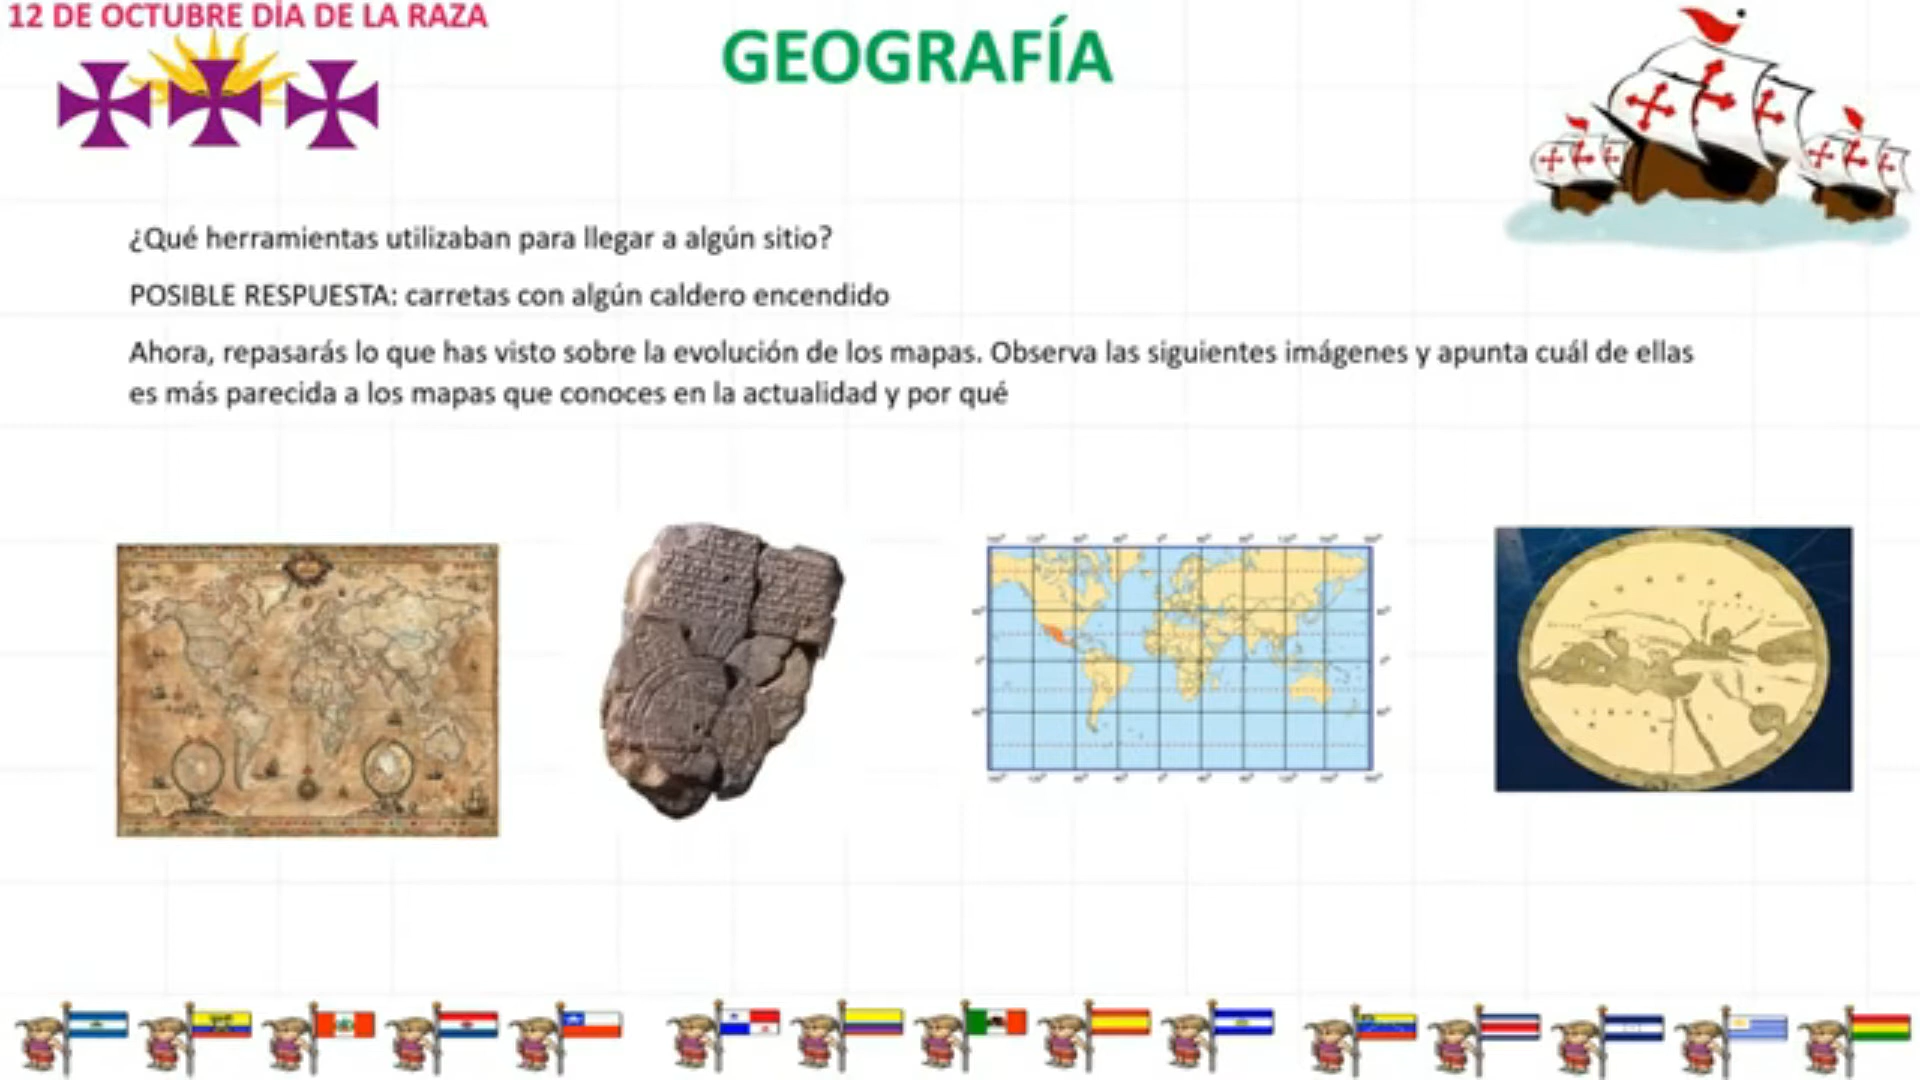 12 DE OCTUBRE DÍA DE LA RAZA
GEOGRAFÍA
¿Qué herramientas utilizaban para llegar a algún sitio?
POSIBLE RESPUESTA: carretas con algún caldero encendido
Ahora, repasarás lo que has visto sobre la evolución de los mapas. Observa las siguientes imágenes y apunta cuál de ellas
es más parecida a los mapas que conoces en la actualidad y por qué